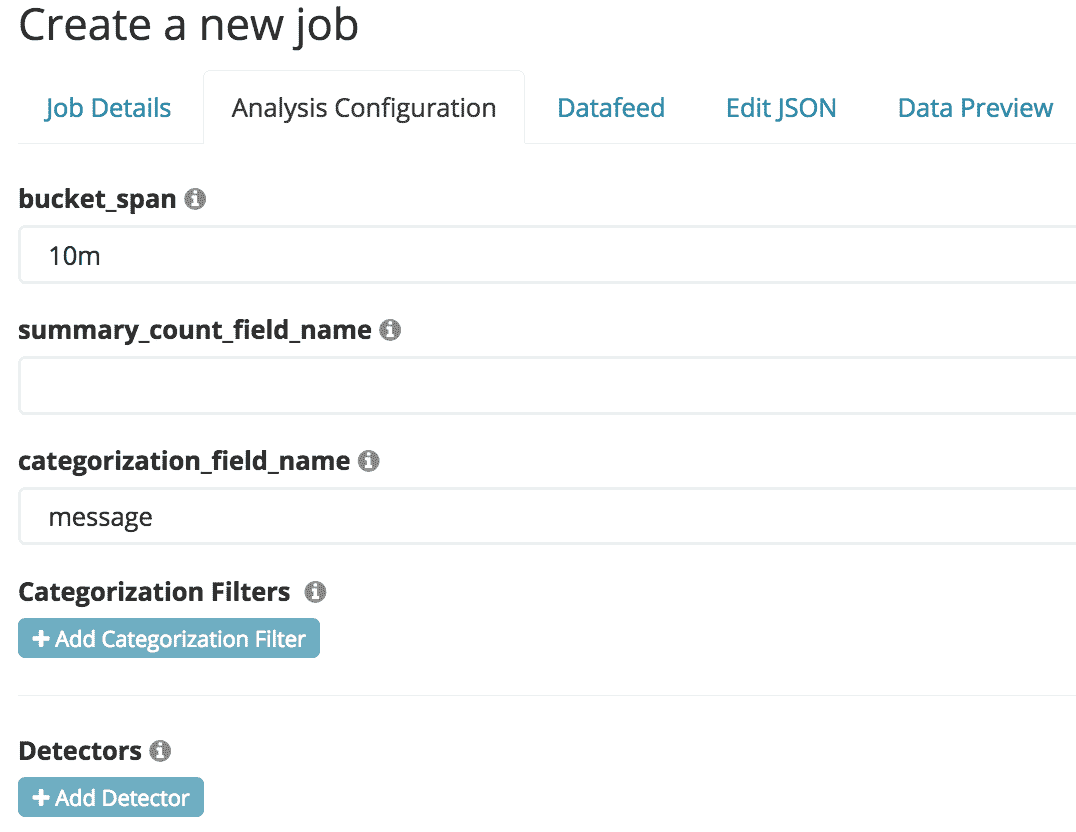 Create a new job
Job Details Analysis Configuration Datafeed Edit JSON Data Preview
bucket_span
10m
summary_count_field_name
categorization_field_name
message
Categorization Filters
+ Add Categorization Filter
Detectors
+ Add Detector